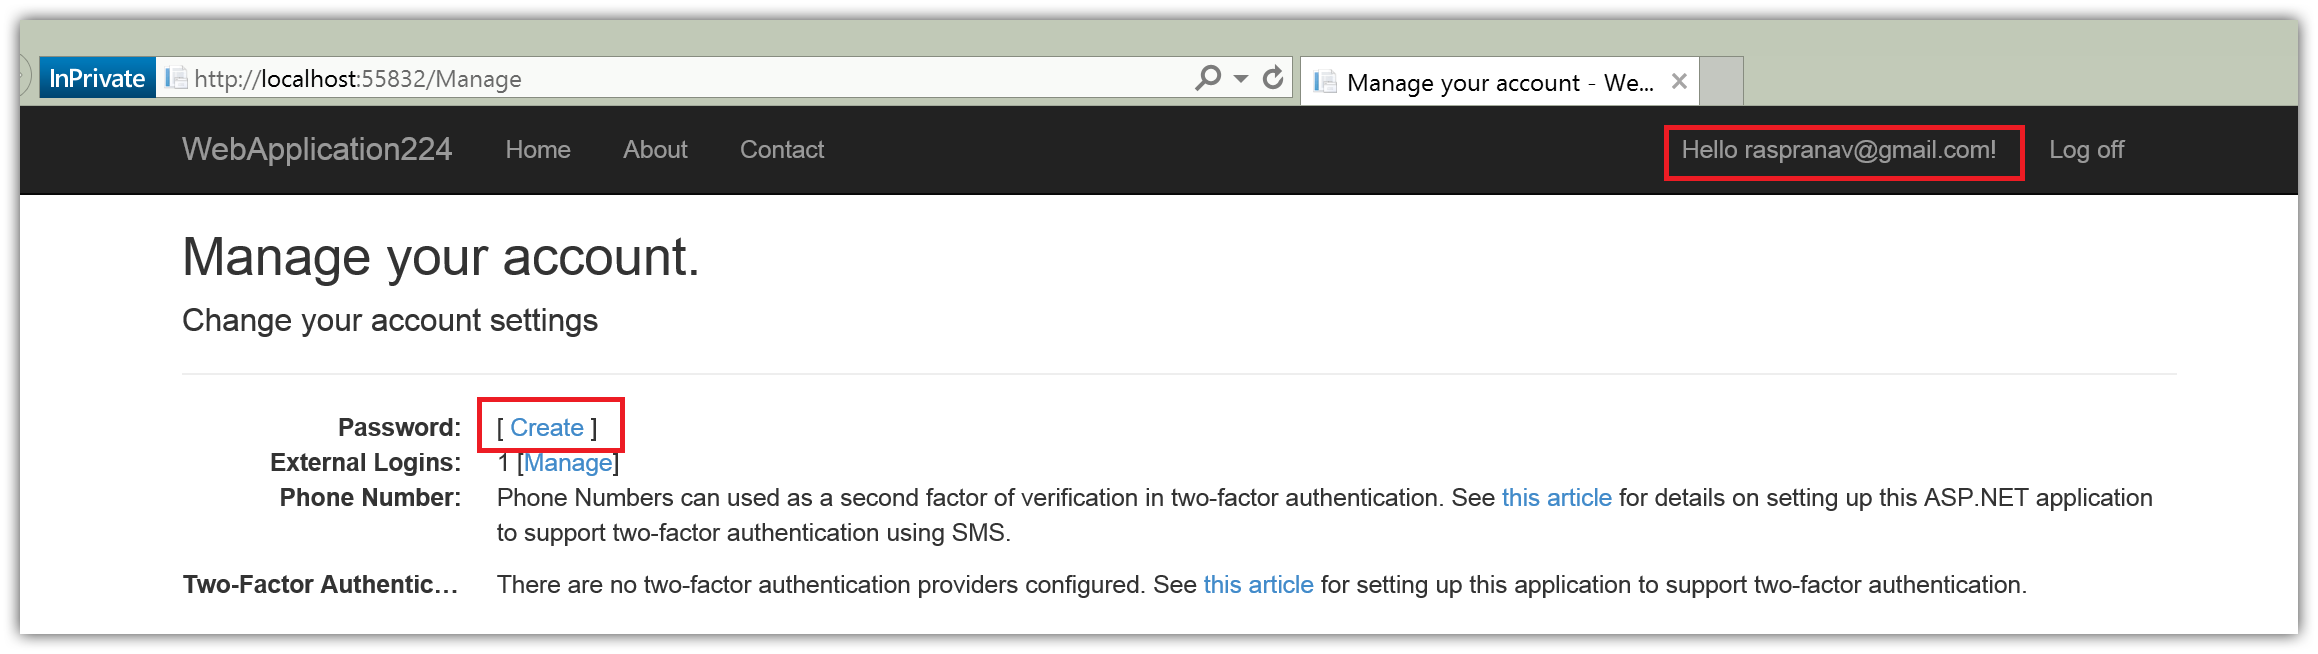 InPrivate http://localhost:55832/Manage Manage your account - We...
WebApplication224 Home About Contact Hello raspranav@gmail.com! Log off
Manage your account.
Change your account settings
Password: [ Create ]
External Logins: 1 [Manage]
Phone Number: Phone Numbers can used as a second factor of verification in two-factor authentication. See this article for details on setting up this ASP.NET application
to support two-factor authentication using SMS.
Two-Factor Authentic... There are no two-factor authentication providers configured. See this article for setting up this application to support two-factor authentication.